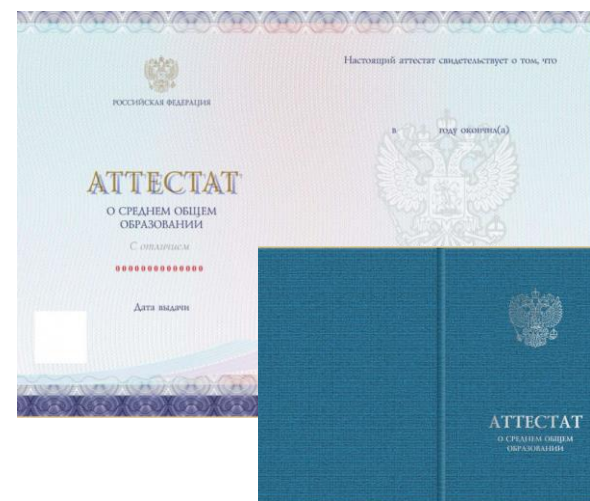 РОССИЙСКАЯ ФЕДЕРАЦИЯ
АТТЕСТАТ
О СРЕДНЕМ ОБЩЕМ
ОБРАЗОВАНИИ
С отличием
00000000000000
Дата выдачи
Настоящий аттестат свидетельствует о том, что
в году окончил(а)
АТТЕСТАТ
О СРЕДНЕМ ОБЩЕМ
ОБРАЗОВАНИИ